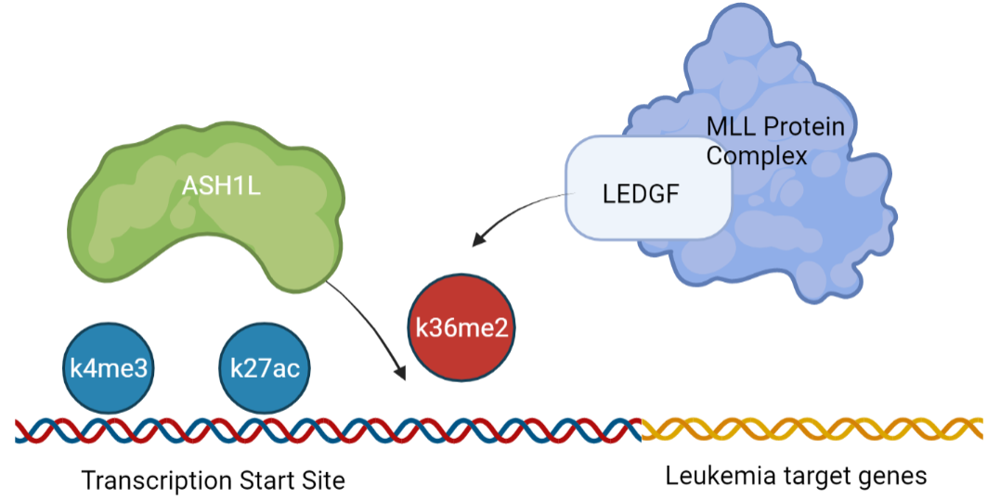 MLL Protein
Complex
ASH1L
LEDGF
k36me2
k4me3
k27ac
Transcription Start Site
Leukemia target genes